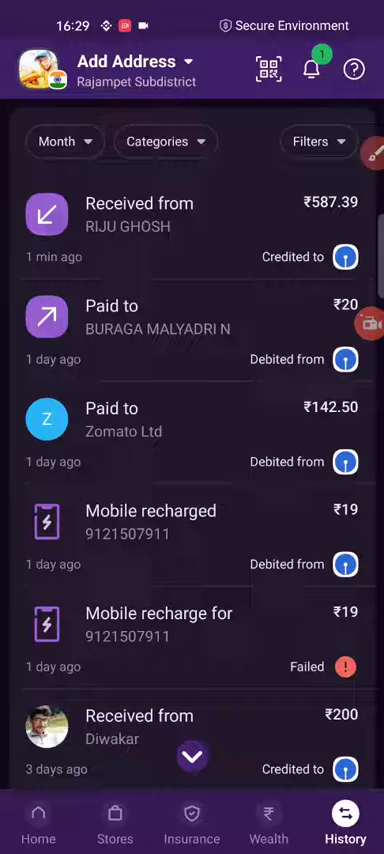 16:29
Secure Environment
Add Address
1
Rajampet Subdistrict
Month
Categories
Filters
Received from
₹587.39
RIJU GHOSH
1 min ago
Credited to
Paid to
₹20
BURAGA MALYADRI N
1 day ago
Debited from
Z
Paid to
₹142.50
Zomato Ltd
1 day ago
Debited from
Mobile recharged
₹19
9121507911
1 day ago
Debited from
Mobile recharge for
₹19
9121507911
1 day ago
Failed
Received from
₹200
Diwakar
3 days ago
Credited to
Home
Stores
Insurance
Wealth
History